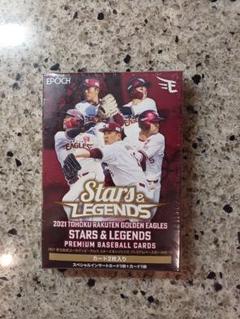 EPOCH
E
EAGLES
Stars &
LEGENDS
2021 TOHOKU RAKUTEN GOLDEN EAGLES
STARS & LEGENDS
PREMIUM BASEBALL CARDS
カード2枚入り